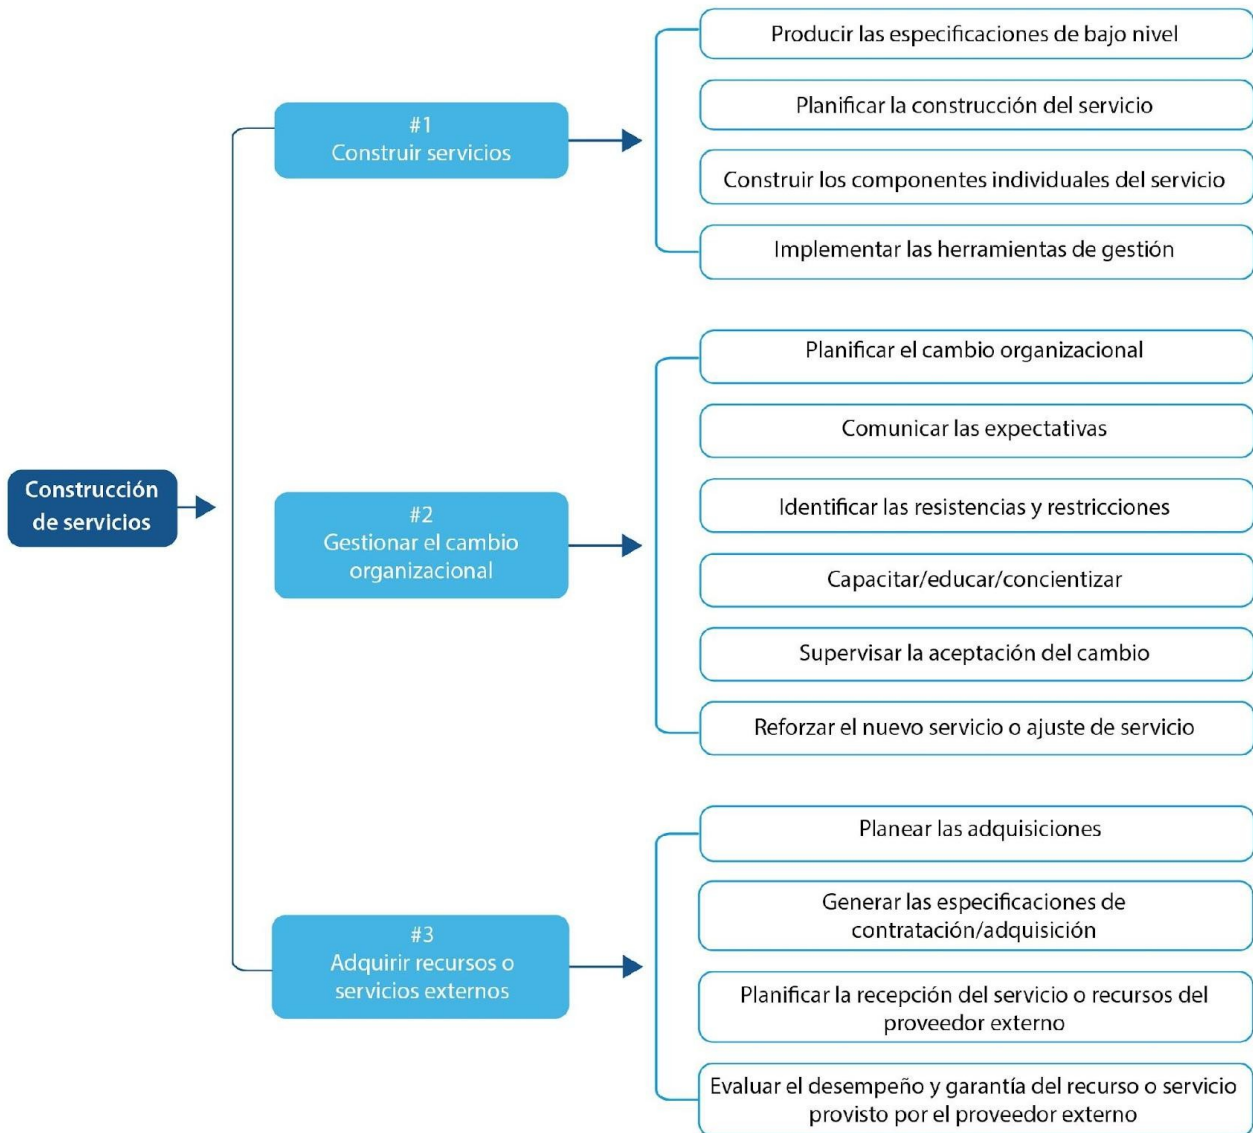 Construcción
de servicios
#1
Construir servicios
Producir las especificaciones de bajo nivel
Planificar la construcción del servicio
Construir los componentes individuales del servicio
Implementar las herramientas de gestión
#2
Gestionar el cambio
organizacional
Planificar el cambio organizacional
Comunicar las expectativas
Identificar las resistencias y restricciones
Capacitar/educar/concientizar
Supervisar la aceptación del cambio
Reforzar el nuevo servicio o ajuste de servicio
#3
Adquirir recursos o
servicios externos
Planear las adquisiciones
Generar las especificaciones de
contratación/adquisición
Planificar la recepción del servicio o recursos del
proveedor externo
Evaluar el desempeño y garantía del recurso o servicio
provisto por el proveedor externo